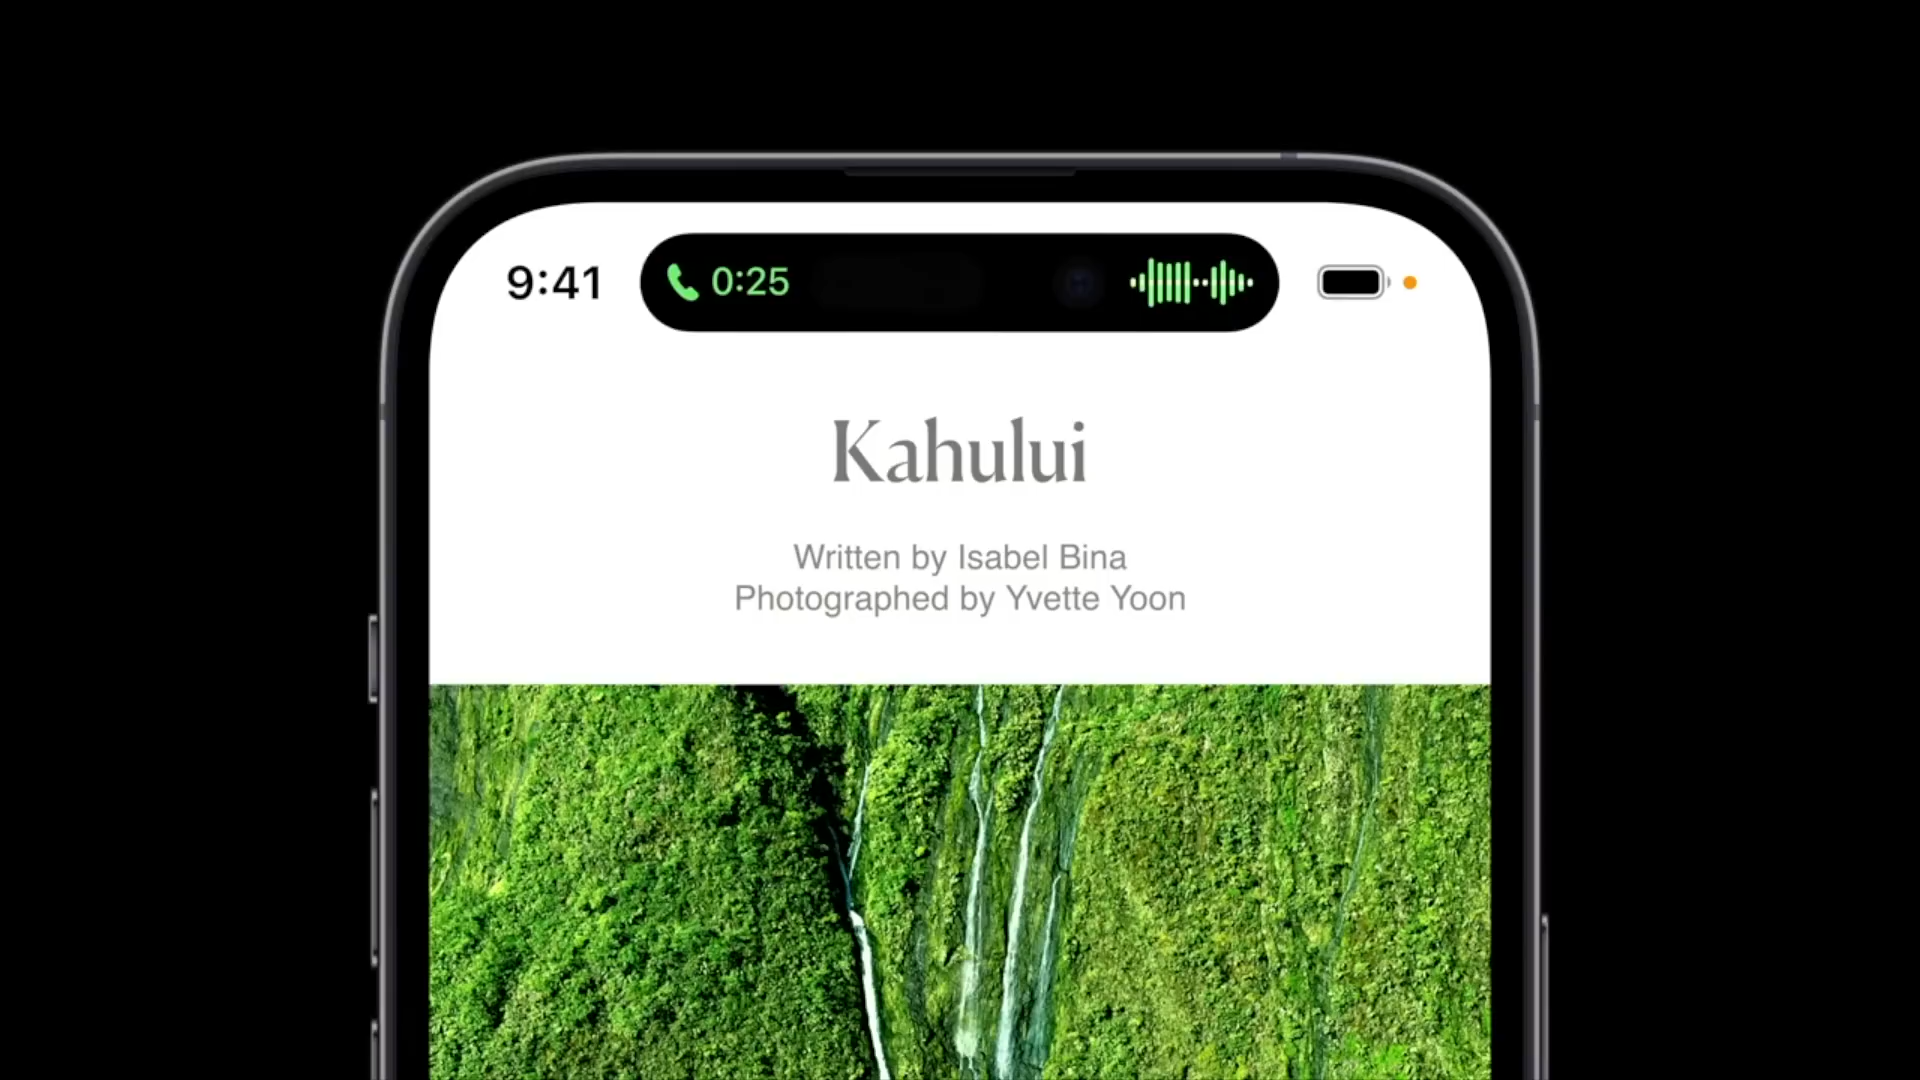 9:41
0:25
Kahului
Written by Isabel Bina
Photographed by Yvette Yoon